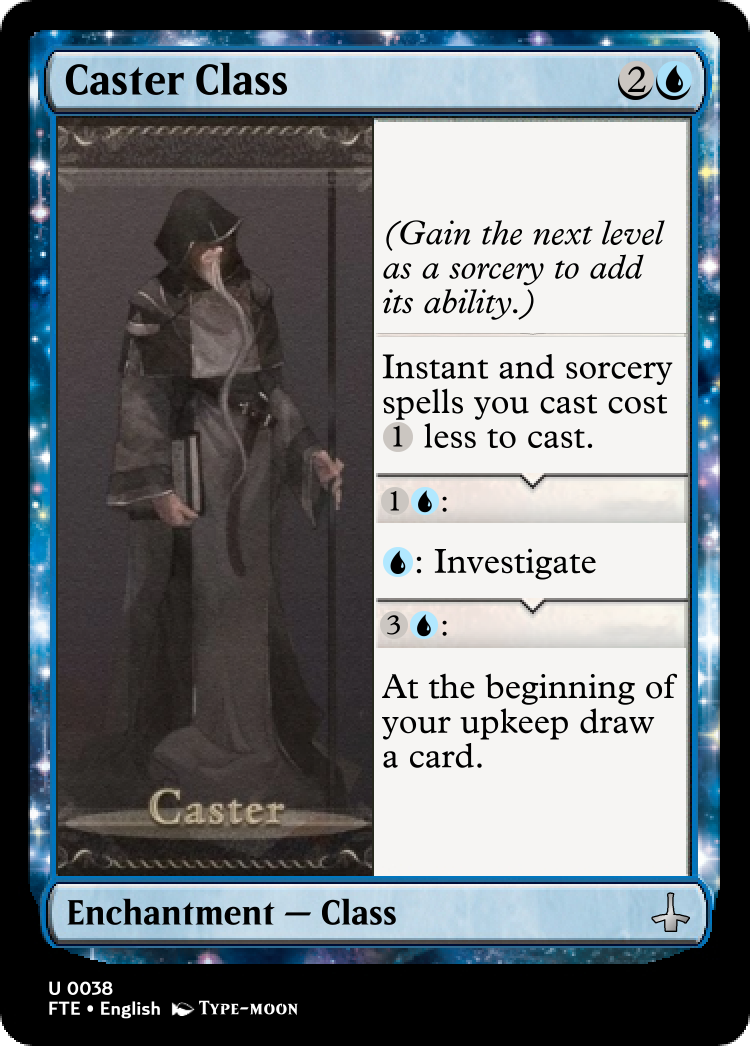 Caster Class 2
(Gain the next level
as a sorcery to add
its ability.)
Instant and sorcery
spells you cast cost
1 less to cast.
1 :
: Investigate
3 :
At the beginning of
your upkeep draw
a card.
Caster
Enchantment — Class
U 0038
FTE • English TYPE-MOON